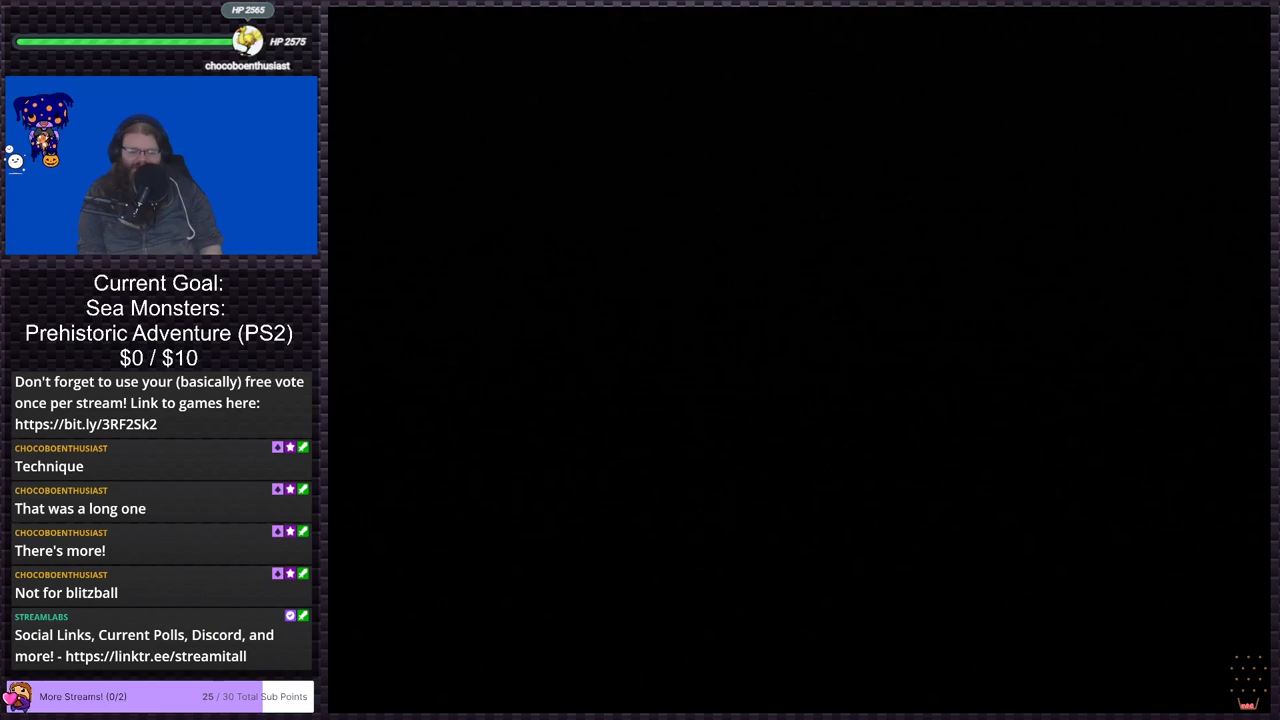 HP 2565
HP 2575
chocoboenthusiast
Current Goal:
Sea Monsters:
Prehistoric Adventure (PS2)
$0 / $10
Don't forget to use your (basically) free vote
once per stream! Link to games here:
https://bit.ly/3RF2Sk2
CHOCOBOENTHUSIAST
Technique
CHOCOBOENTHUSIAST
That was a long one
CHOCOBOENTHUSIAST
There's more!
CHOCOBOENTHUSIAST
Not for blitzball
STREAMLABS
Social Links, Current Polls, Discord, and
more! - https://linktr.ee/streamitall
More Streams! (0/2) 25 / 30 Total Sub Points